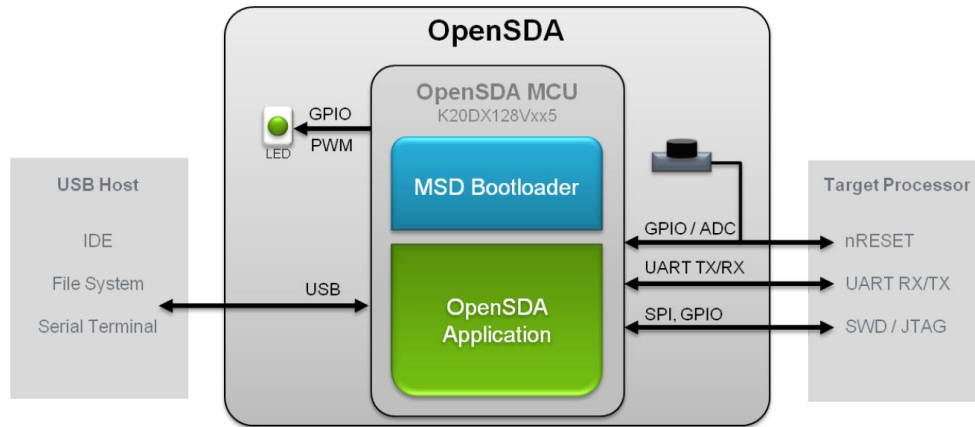 OpenSDA
OpenSDA MCU
K20DX128Vxx5
GPIO
PWM
LED
MSD Bootloader
OpenSDA
Application
USB Host
IDE
File System
Serial Terminal
USB
GPIO / ADC
UART TX/RX
SPI, GPIO
Target Processor
nRESET
UART RX/TX
SWD / JTAG